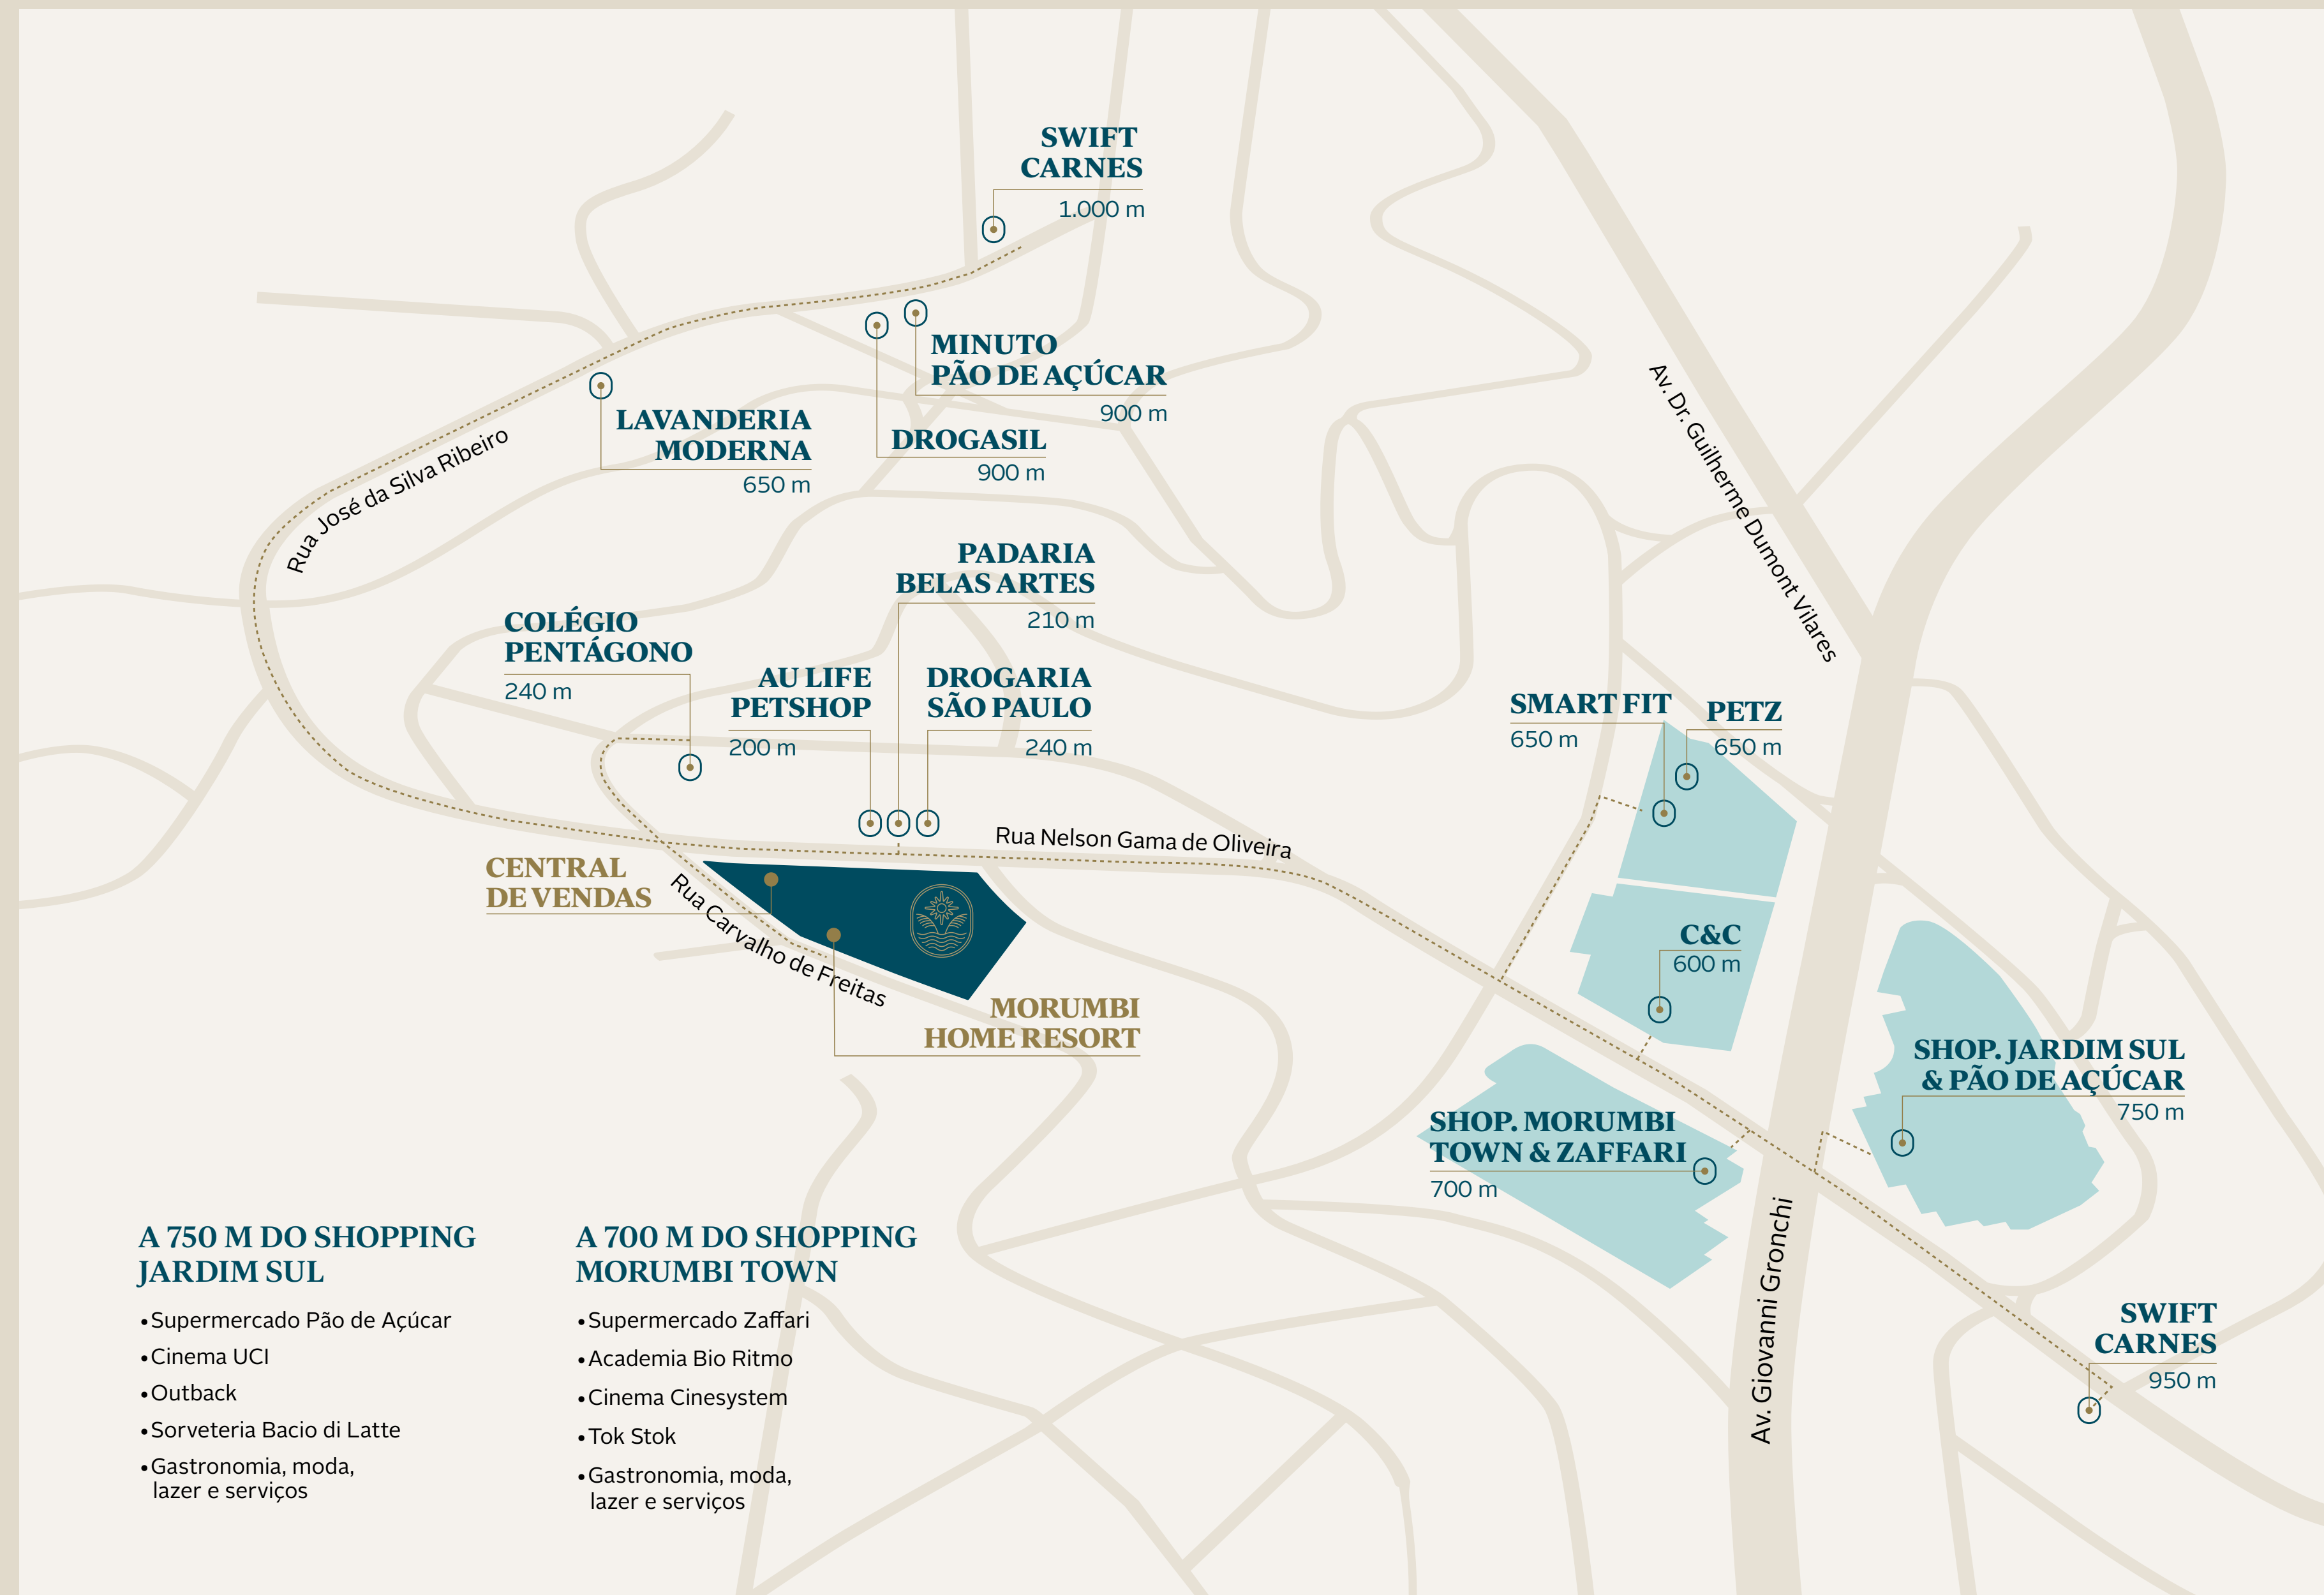 SWIFT
CARNES
1.000 m
MINUTO
PÃO DE AÇÚCAR
900 m
LAVANDERIA
MODERNA
650 m
DROGASIL
900 m
Rua José da Silva Ribeiro
Av. Dr. Guilherme Dumont Vilares
PADARIA
BELAS ARTES
210 m
COLÉGIO
PENTÁGONO
240 m
AU LIFE
PETSHOP
200 m
DROGARIA
SÃO PAULO
240 m
SMART FIT
650 m
PETZ
650 m
Rua Nelson Gama de Oliveira
CENTRAL
DE VENDAS
Rua Carvalho de Freitas
MORUMBI
HOME RESORT
C&C
600 m
SHOP. JARDIM SUL
& PÃO DE AÇÚCAR
750 m
SHOP. MORUMBI
TOWN & ZAFFARI
700 m
Av. Giovanni Gronchi
SWIFT
CARNES
950 m
A 750 M DO SHOPPING
JARDIM SUL
•Supermercado Pão de Açúcar
•Cinema UCI
•Outback
•Sorveteria Bacio di Latte
•Gastronomia, moda,
lazer e serviços
A 700 M DO SHOPPING
MORUMBI TOWN
•Supermercado Zaffari
•Academia Bio Ritmo
•Cinema Cinesystem
•Tok Stok
•Gastronomia, moda,
lazer e serviços